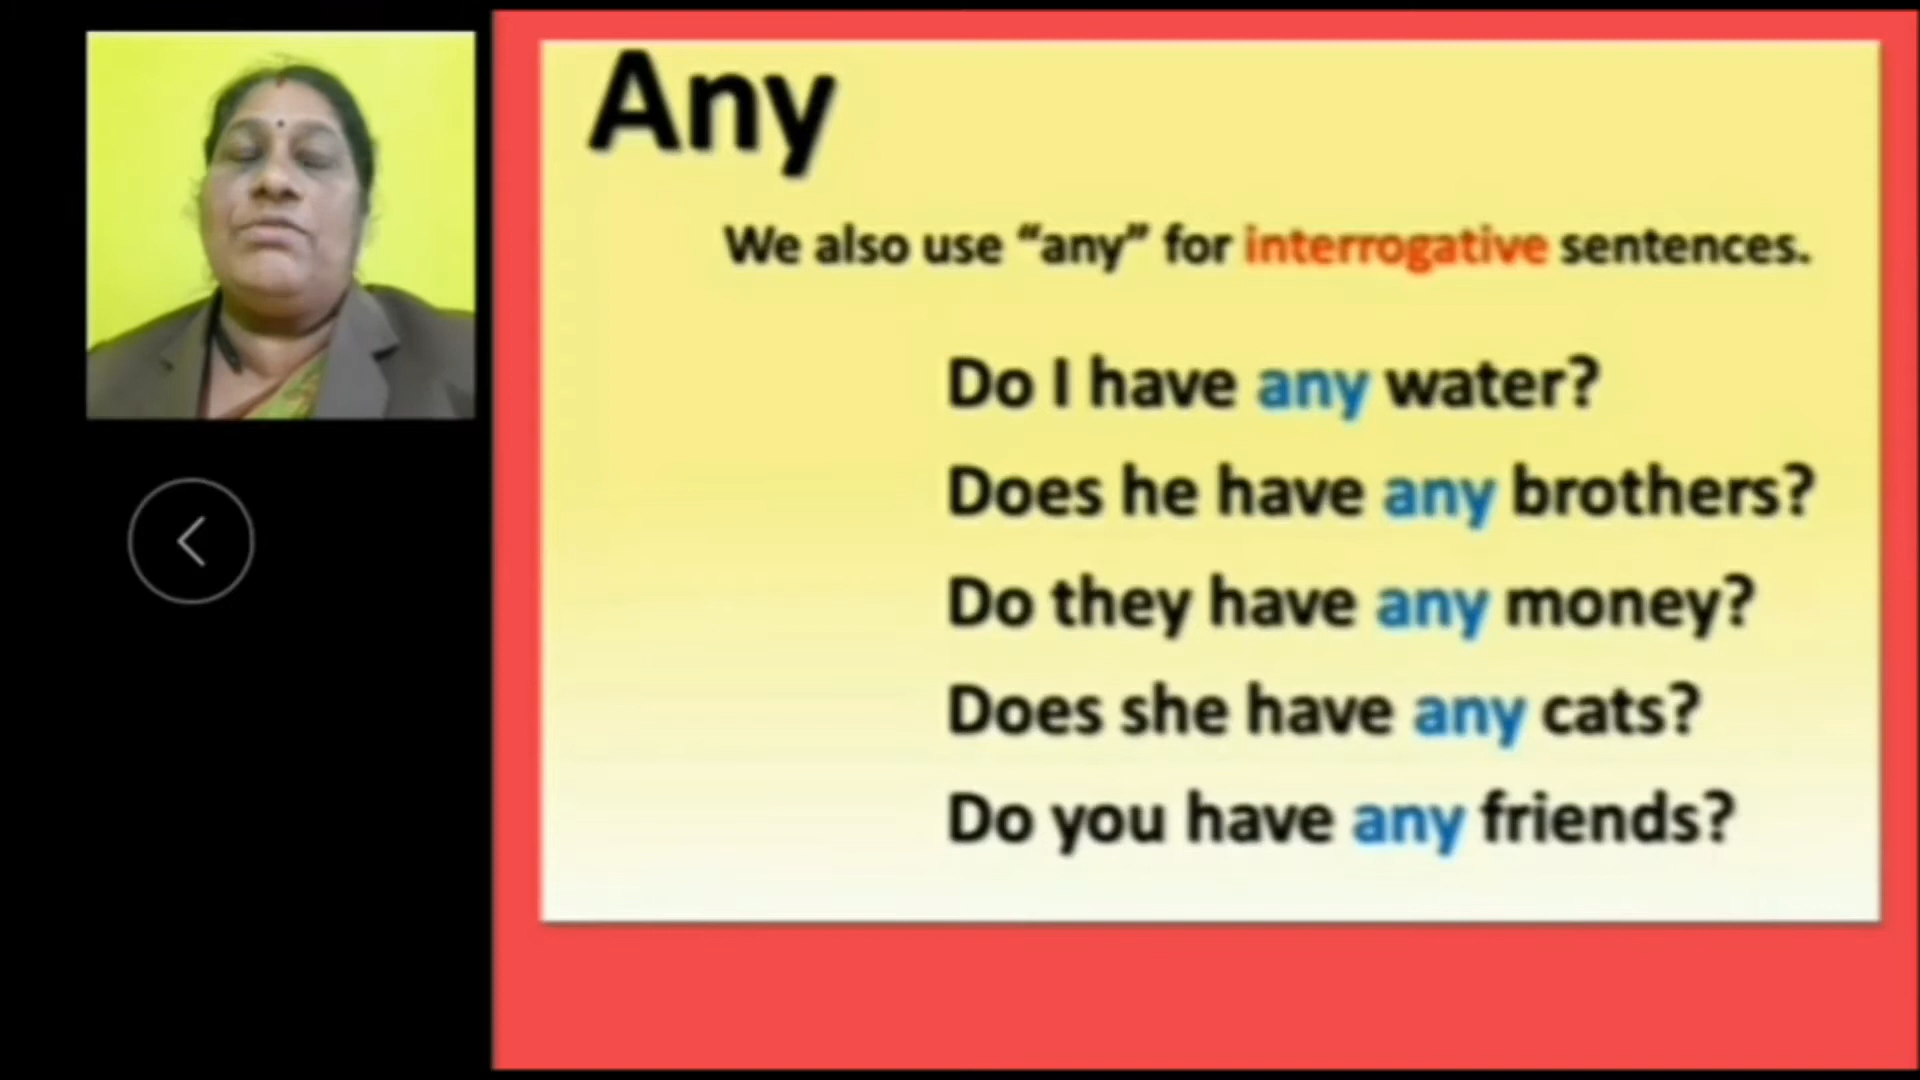 Any
We also use “any” for interrogative sentences.
Do I have any water?
Does he have any brothers?
Do they have any money?
Does she have any cats?
Do you have any friends?